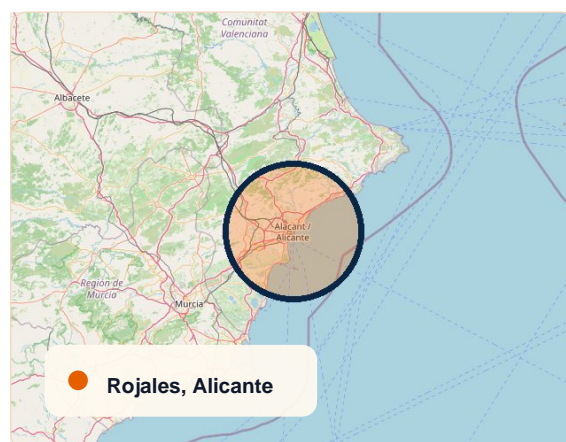 Comunitat
Valenciana
Albacete
Alacant /
Alicante
Región de
Murcia
Murcia
Rojales, Alicante